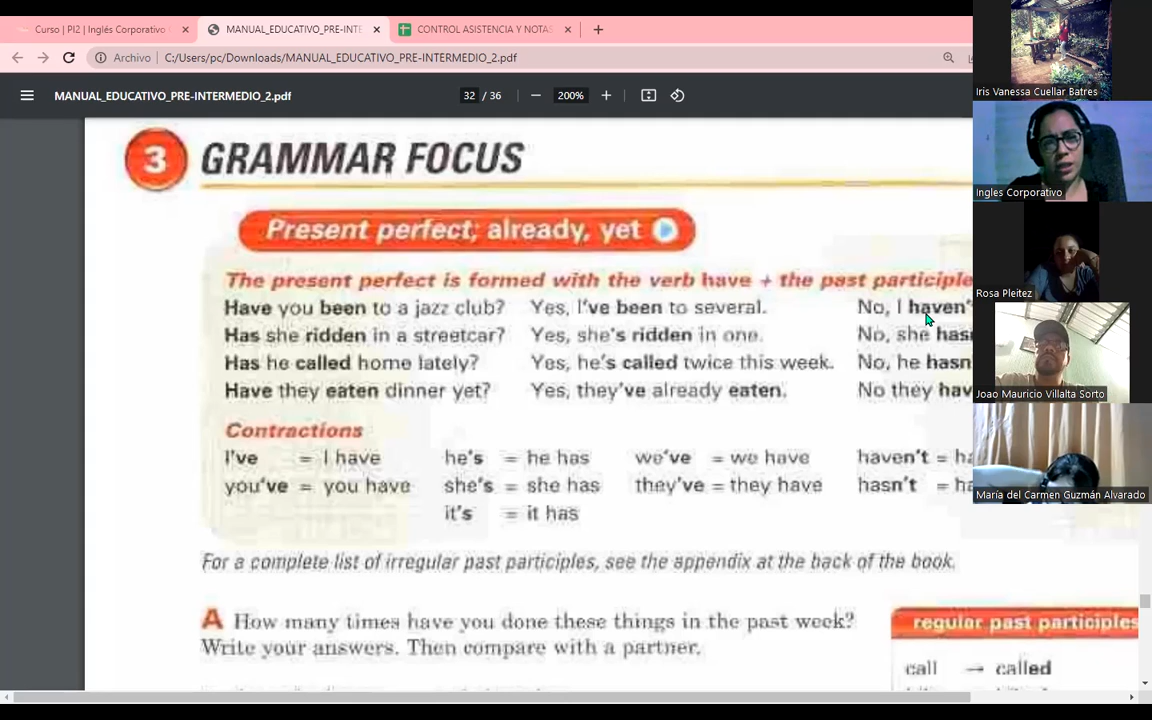 Curso | PI2 | Inglés Corporativo
MANUAL_EDUCATIVO_PRE-INTE
CONTROL ASISTENCIA Y NOTAS
Archivo C:/Users/pc/Downloads/MANUAL_EDUCATIVO_PRE-INTERMEDIO_2.pdf
MANUAL_EDUCATIVO_PRE-INTERMEDIO_2.pdf 32 / 36 200%
3 GRAMMAR FOCUS
Present perfect; already, yet
The present perfect is formed with the verb have + the past participle
Have you been to a jazz club? Yes, I've been to several. No, I haven'
Has she ridden in a streetcar? Yes, she's ridden in one. No, she has
Has he called home lately? Yes, he's called twice this week. No, he hasn
Have they eaten dinner yet? Yes, they've already eaten. No they hav
Contractions
I've = I have he's = he has we've = we have haven't = ha
you've = you have she's = she has they've = they have hasn't = ha
it's = it has
For a complete list of irregular past participles, see the appendix at the back of the book.
A How many times have you done these things in the past week?
Write your answers. Then compare with a partner.
regular past participles
call → called
Iris Vanessa Cuellar Batres
Ingles Corporativo
Rosa Pleitez
Joao Mauricio Villalta Sorto
María del Carmen Guzmán Alvarado